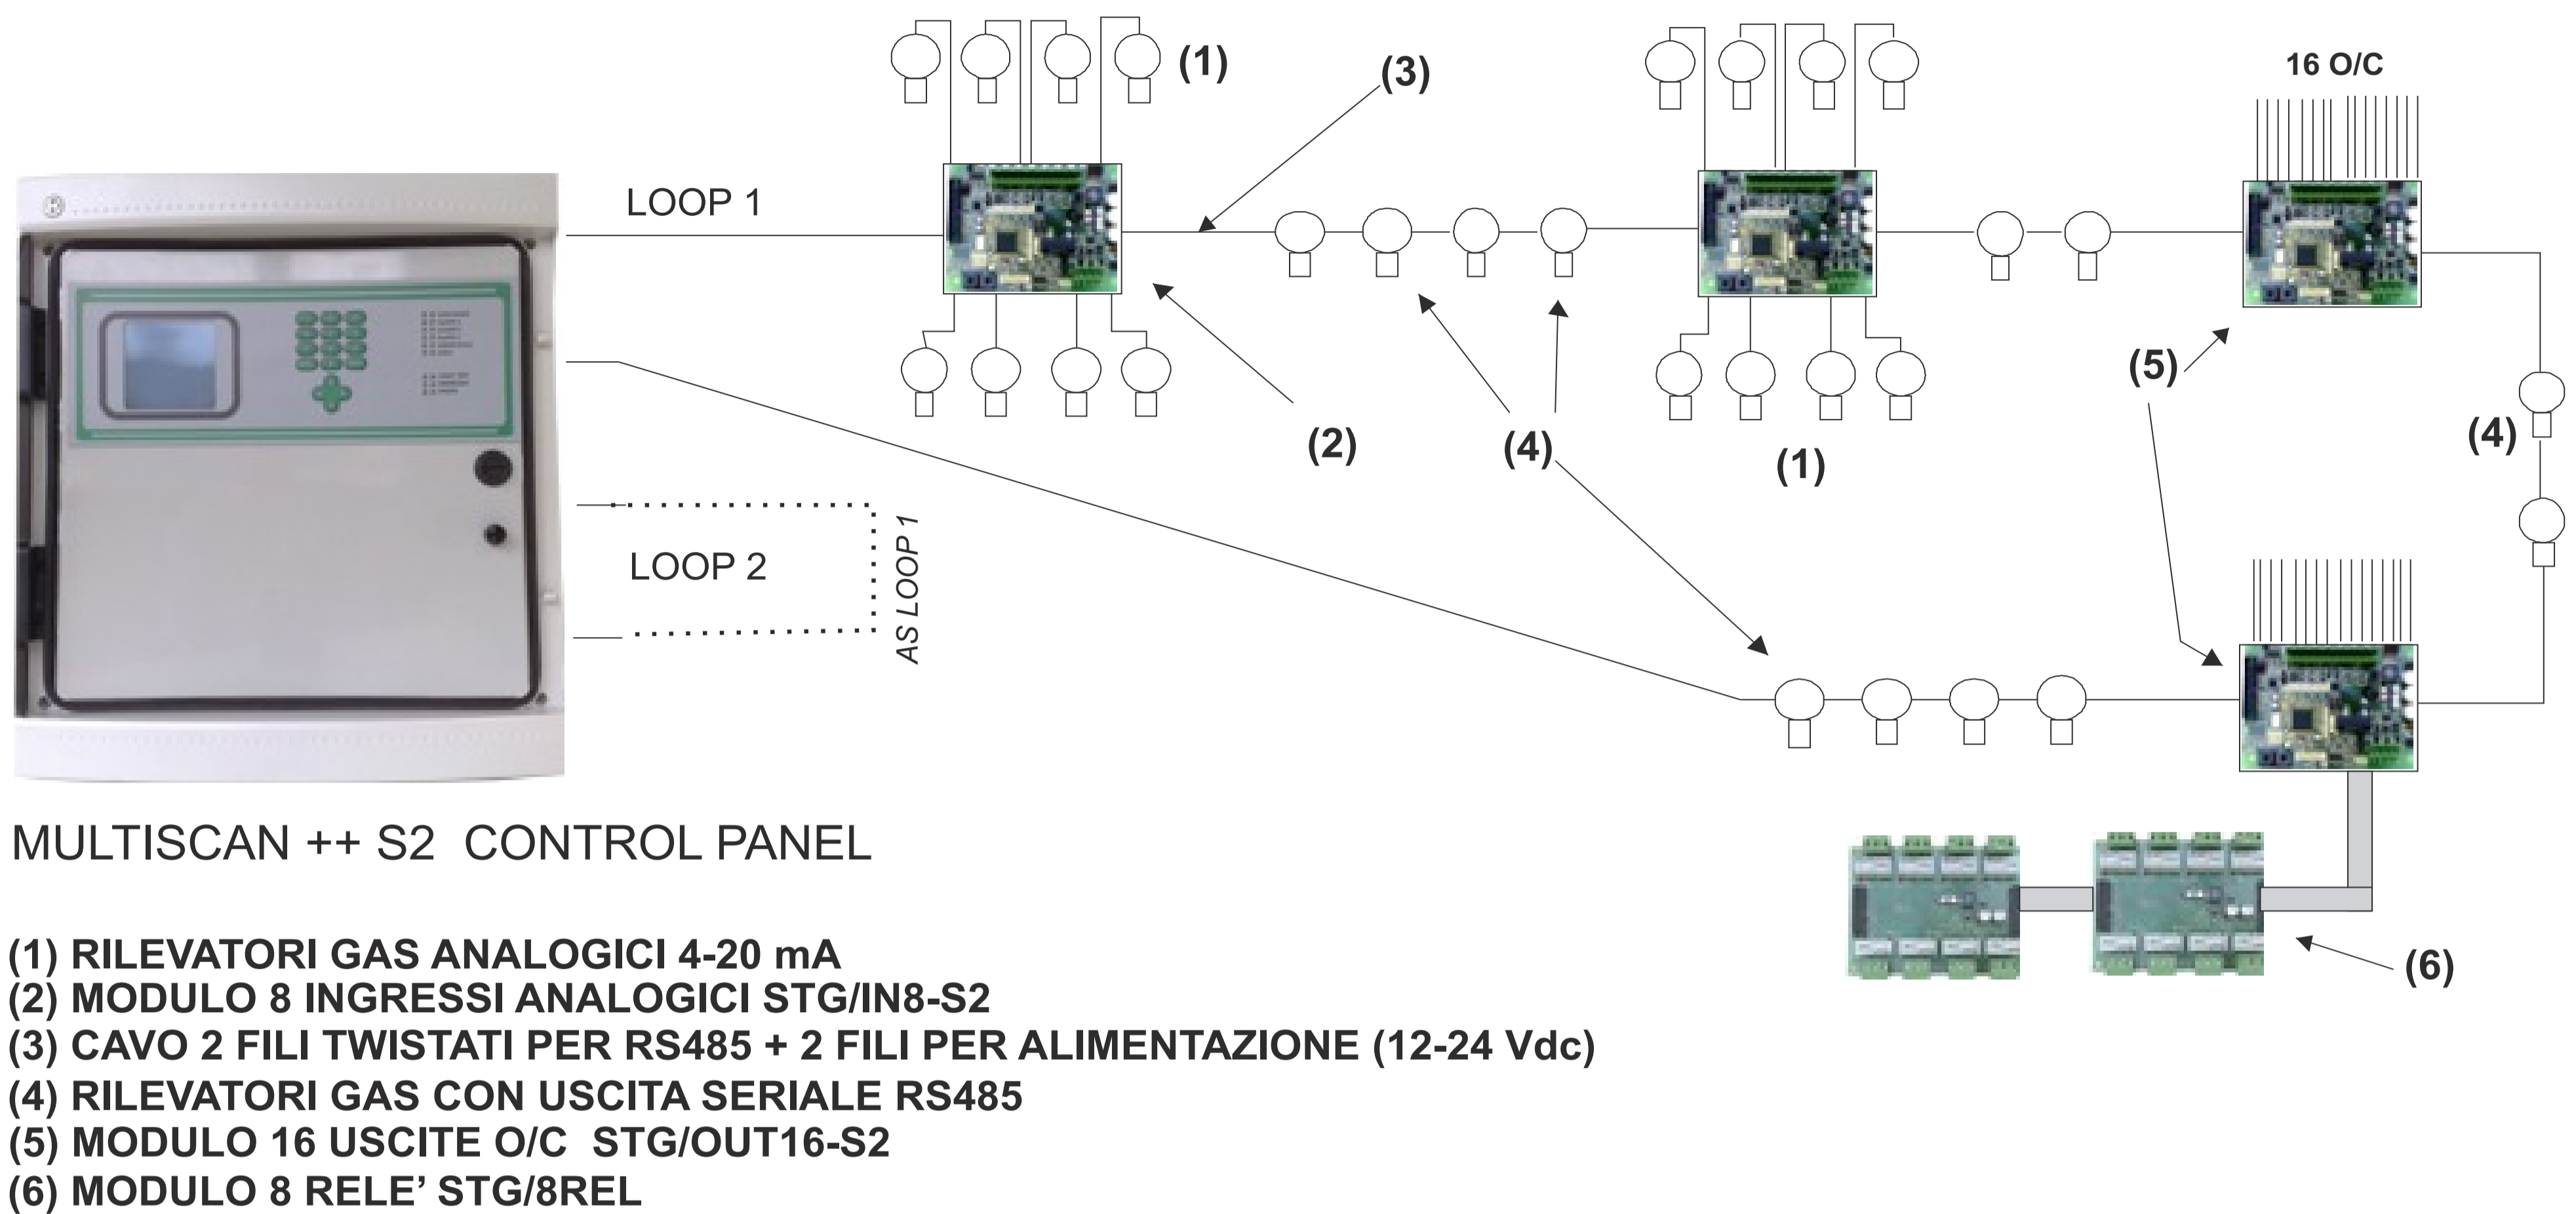 (1)
(3)
16 O/C
LOOP 1
(5)
(4)
(2)
(4)
(1)
LOOP 2
AS LOOP 1
MULTISCAN ++ S2 CONTROL PANEL
(6)
(1) RILEVATORI GAS ANALOGICI 4-20 mA
(2) MODULO 8 INGRESSI ANALOGICI STG/IN8-S2
(3) CAVO 2 FILI TWISTATI PER RS485 + 2 FILI PER ALIMENTAZIONE (12-24 Vdc)
(4) RILEVATORI GAS CON USCITA SERIALE RS485
(5) MODULO 16 USCITE O/C STG/OUT16-S2
(6) MODULO 8 RELE' STG/8REL